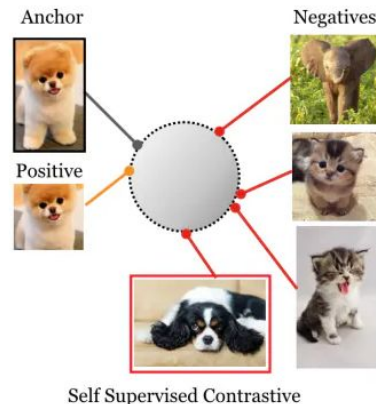 Anchor
Negatives
Positive
Self Supervised Contrastive